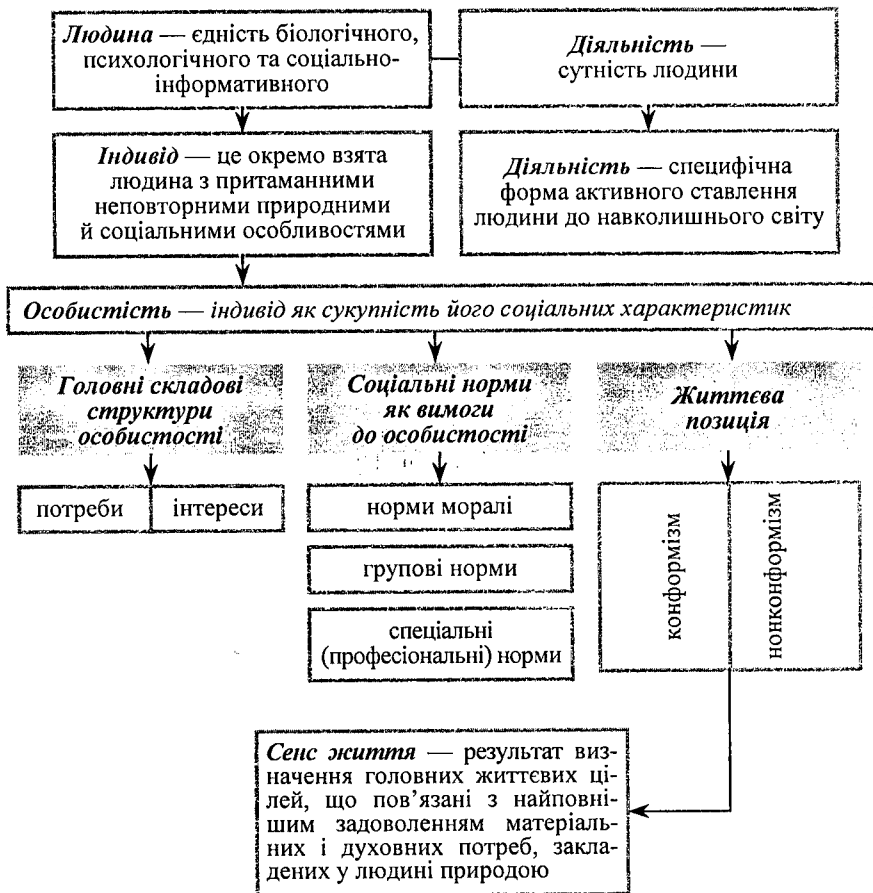 Людина — єдність біологічного,
психологічного та соціально-
інформативного
Діяльність —
сутність людини
Індивід — це окремо взята
людина з притаманними
неповторними природними
й соціальними особливостями
Діяльність — специфічна
форма активного ставлення
людини до навколишнього світу
Особистість — індивід як сукупність його соціальних характеристик
Головні складові
структури
особистості
Соціальні норми
як вимоги
до особистості
Життєва
позиція
потреби
інтереси
норми моралі
групові норми
спеціальні
(професіональні) норми
конформізм
нонконформізм
Сенс життя — результат виз-
начення головних життєвих ці-
лей, що пов'язані з найповні-
шим задоволенням матеріаль-
них і духовних потреб, закла-
дених у людині природою